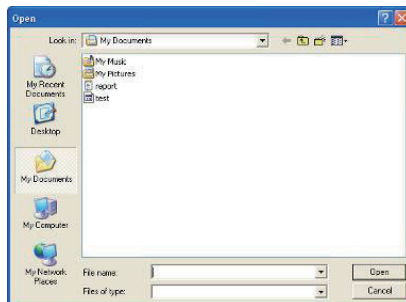 Open
Look in: My Documents
My Recent
Documents
Desktop
My Documents
My Computer
My Network
Places
My Music
My Pictures
report
test
File name:
Open
Files of type:
Cancel